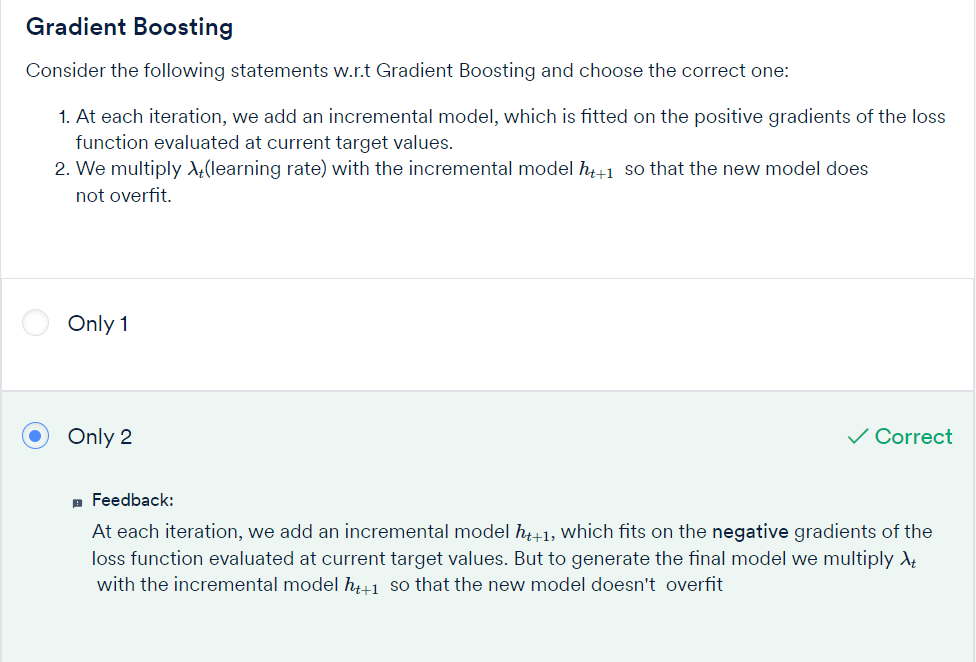 Gradient Boosting
Consider the following statements w.r.t Gradient Boosting and choose the correct one:
1. At each iteration, we add an incremental model, which is fitted on the positive gradients of the loss
function evaluated at current target values.
2. We multiply λₜ(learning rate) with the incremental model hₜ₊₁ so that the new model does
not overfit.
Only 1
Only 2
Correct
Feedback:
At each iteration, we add an incremental model hₜ₊₁, which fits on the negative gradients of the
loss function evaluated at current target values. But to generate the final model we multiply λₜ
with the incremental model hₜ₊₁ so that the new model doesn't overfit